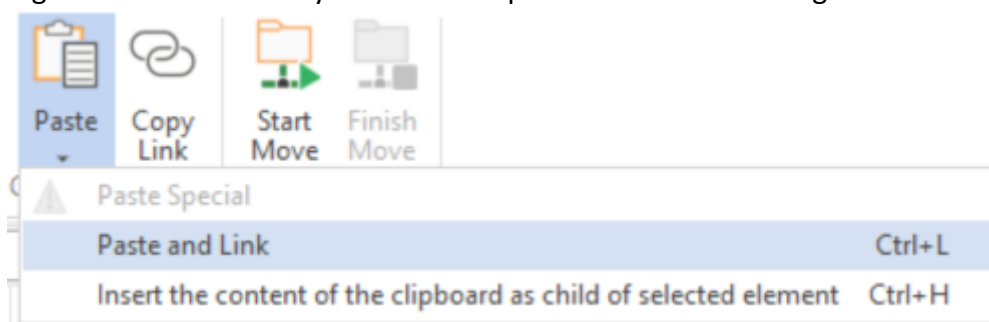 Paste Copy Start Finish
Link Move Move
Paste Special
Paste and Link Ctrl+L
Insert the content of the clipboard as child of selected element Ctrl+H